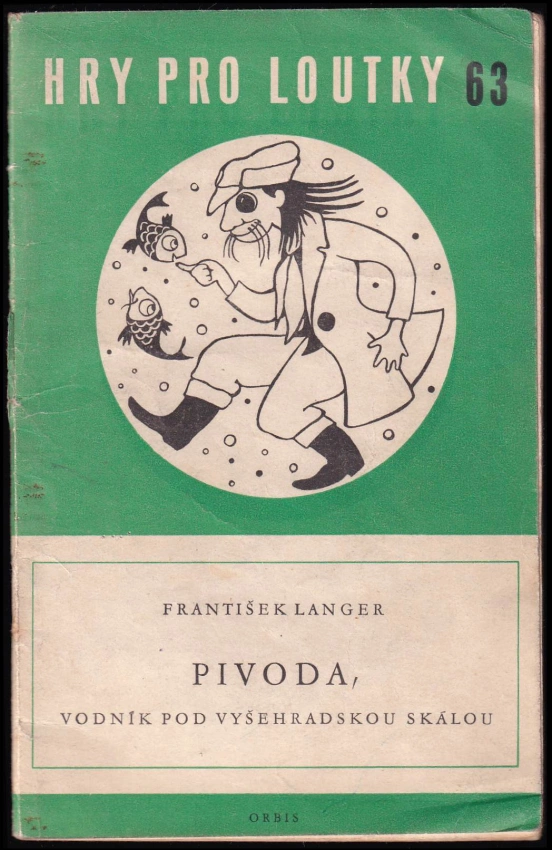 HRY PRO LOUTKY 63
FRANTIŠEK LANGER
PIVODA,
VODNÍK POD VYŠEHRADSKOU SKÁLOU
ORBIS